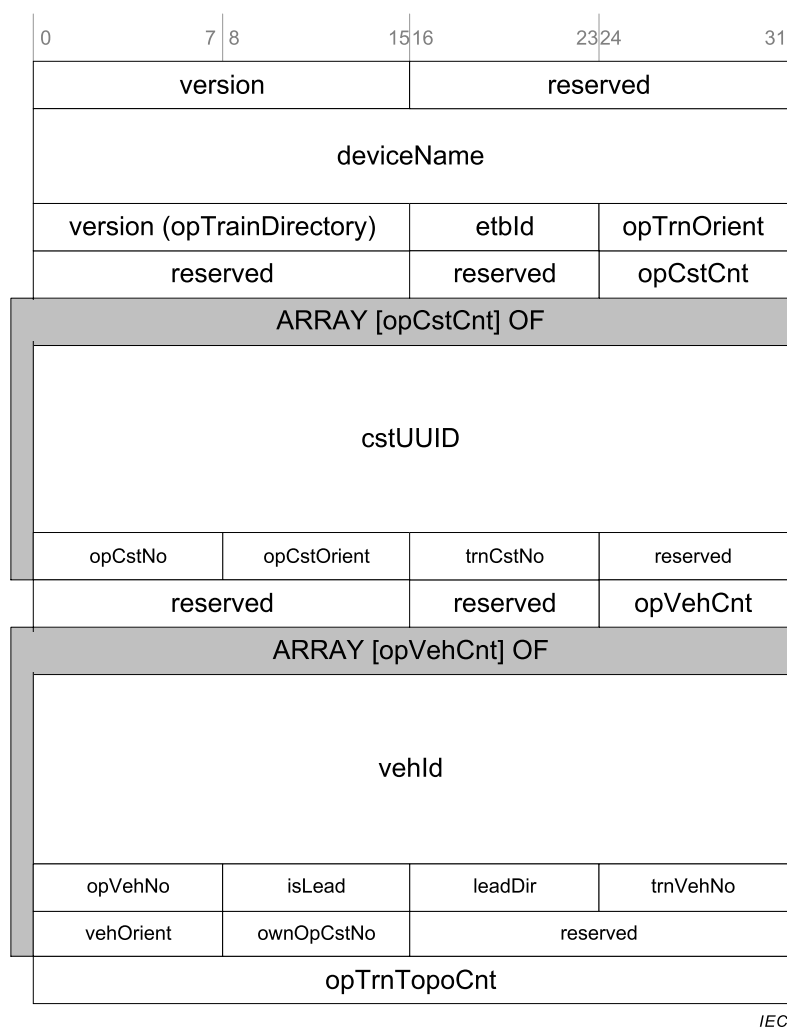 0 7 8 15 16 23 24 31
version reserved
deviceName
version (opTrainDirectory) etbId opTrnOrient
reserved reserved opCstCnt
ARRAY [opCstCnt] OF
cstUUID
opCstNo opCstOrient trnCstNo reserved
reserved reserved opVehCnt
ARRAY [opVehCnt] OF
vehId
opVehNo isLead leadDir trnVehNo
vehOrient ownOpCstNo reserved
opTrnTopoCnt
IEC